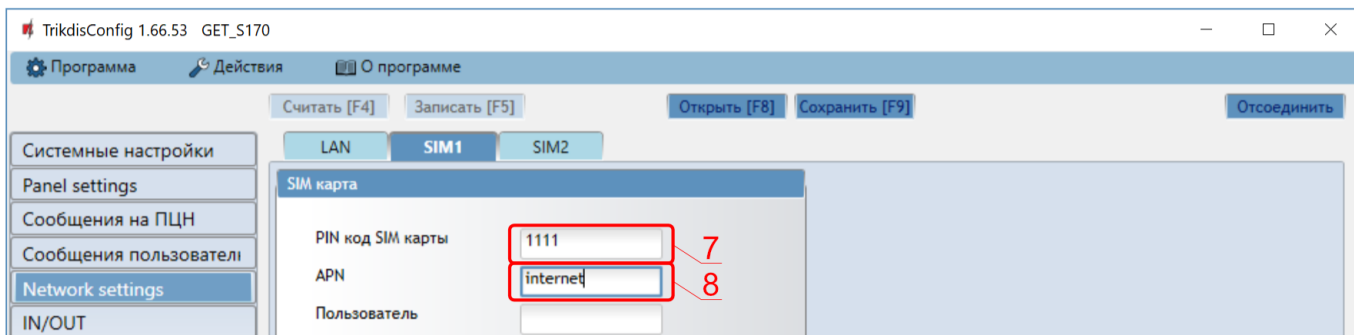 TrikdisConfig 1.66.53 GET_S170
Программа Действия О программе
Считать [F4] Записать [F5] Открыть [F8] Сохранить [F9] Отсоединить
LAN SIM1 SIM2
Системные настройки
Panel settings
Сообщения на ПЦН
Сообщения пользовател
Network settings
IN/OUT
SIM карта
PIN код SIM карты 1111 7
APN internet 8
Пользователь